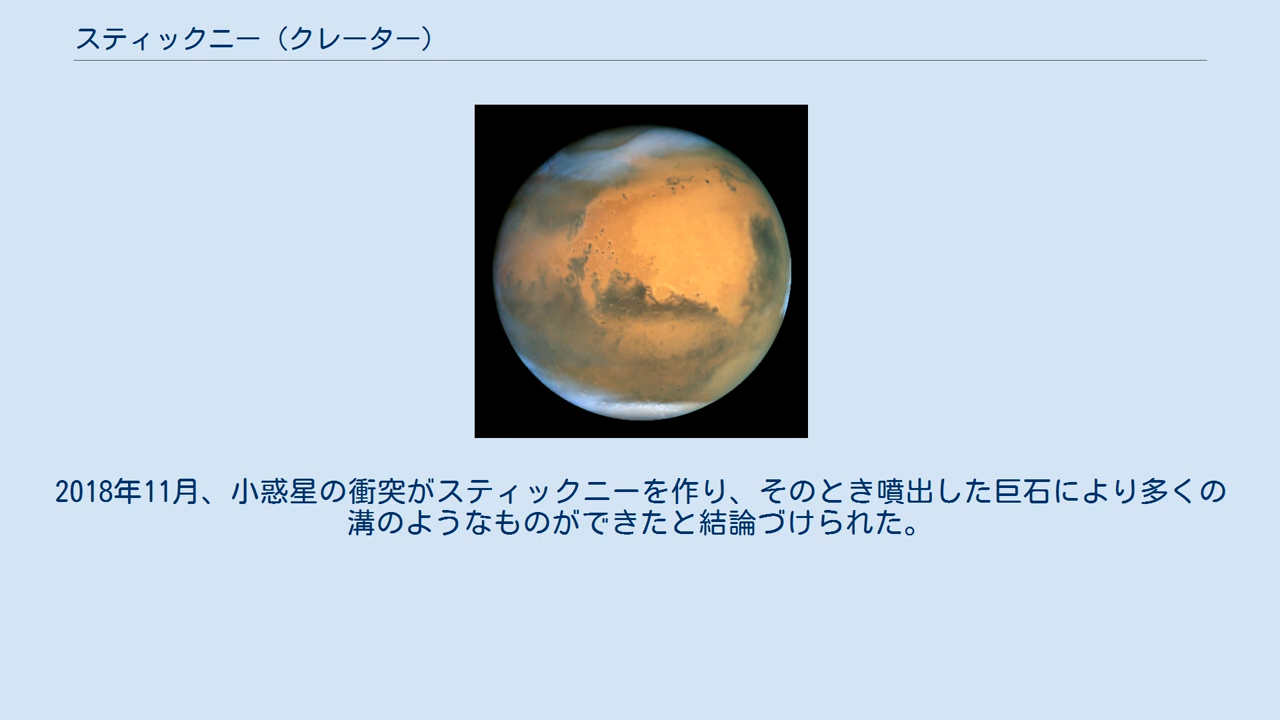 スティックニー（クレーター）
2018年11月、小惑星の衝突がスティックニーを作り、そのとき噴出した巨石により多くの
溝のようなものができたと結論づけられた。